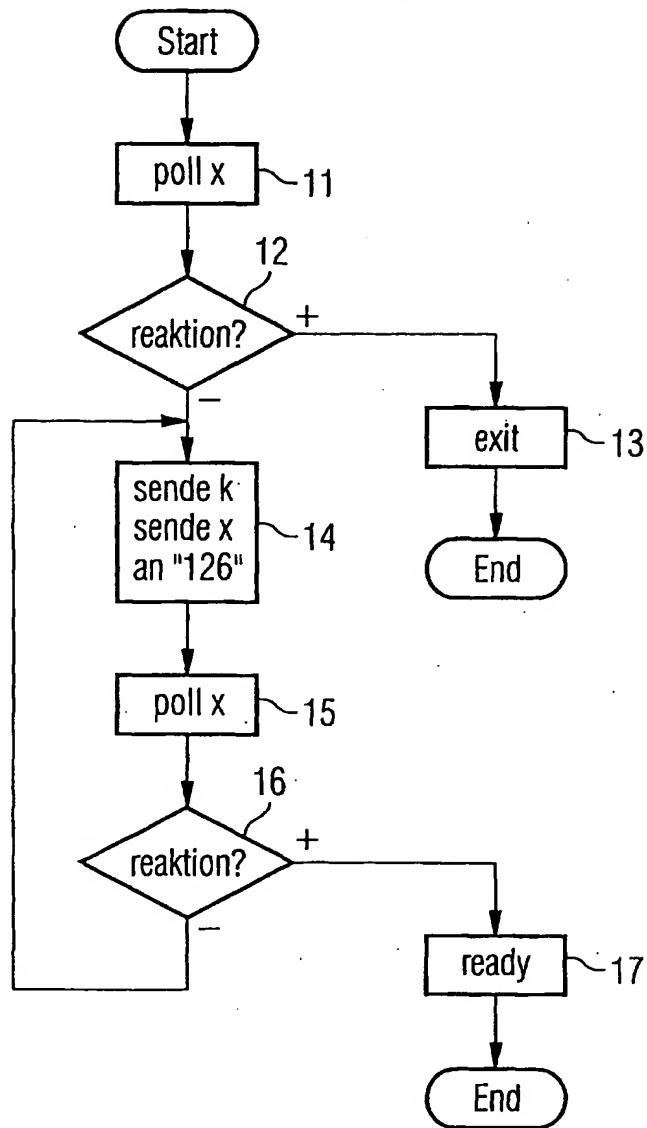 Start
poll x
11
12
reaktion?
+
−
exit
13
sende k
sende x
an "126"
14
End
poll x
15
16
reaktion?
+
−
ready
17
End